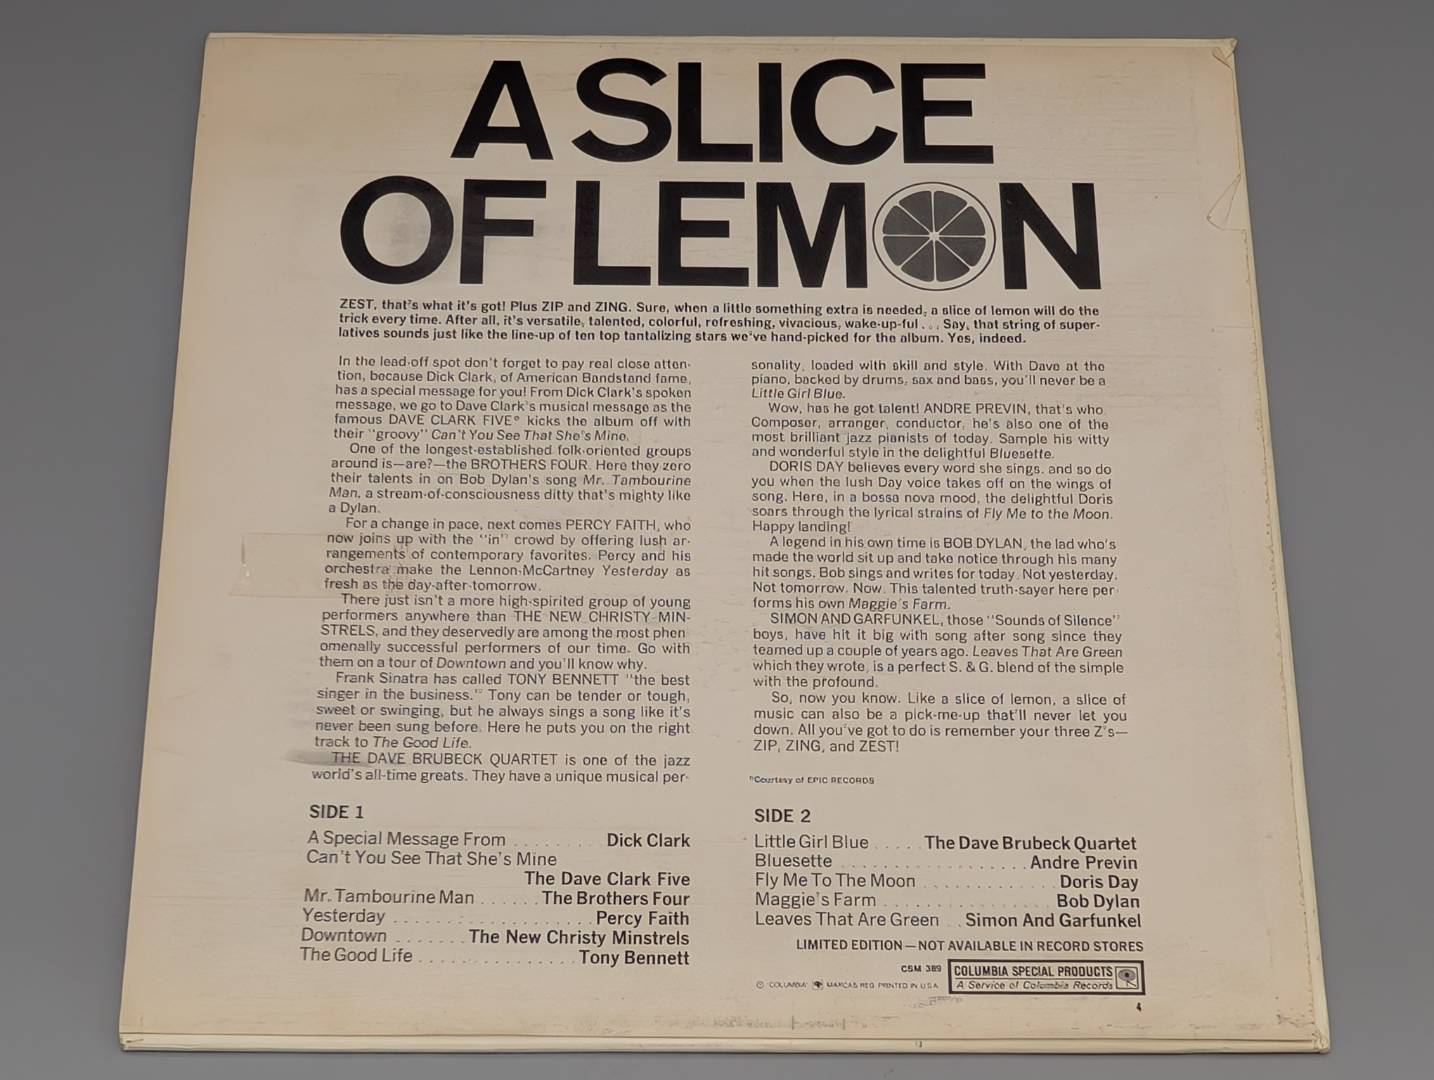 A SLICE
OF LEMON
ZEST, that's what it's got! Plus ZIP and ZING. Sure, when a little something extra is needed, a slice of lemon will do the
trick every time. After all, it's versatile, talented, colorful, refreshing, vivacious, wake-up-ful ... Say, that string of super-
latives sounds just like the line-up of ten top tantalizing stars we've hand-picked for the album. Yes, indeed.
In the lead-off spot don't forget to pay real close atten-
tion, because Dick Clark, of American Bandstand fame,
has a special message for you! From Dick Clark's spoken
message, we go to Dave Clark's musical message as the
famous DAVE CLARK FIVE* kicks the album off with
their "groovy" Can't You See That She's Mine.
One of the longest-established folk-oriented groups
around is—are?—the BROTHERS FOUR. Here they zero
their talents in on Bob Dylan's song Mr. Tambourine
Man, a stream-of-consciousness ditty that's mighty like
a Dylan.
For a change in pace, next comes PERCY FAITH, who
now joins up with the "in" crowd by offering lush ar-
rangements of contemporary favorites. Percy and his
orchestra make the Lennon-McCartney Yesterday as
fresh as the day-after-tomorrow.
There just isn't a more high-spirited group of young
performers anywhere than THE NEW CHRISTY MIN-
STRELS, and they deservedly are among the most phen
omenally successful performers of our time. Go with
them on a tour of Downtown and you'll know why.
Frank Sinatra has called TONY BENNETT "the best
singer in the business." Tony can be tender or tough,
sweet or swinging, but he always sings a song like it's
never been sung before. Here he puts you on the right
track to The Good Life.
THE DAVE BRUBECK QUARTET is one of the jazz
world's all-time greats. They have a unique musical per-
sonality, loaded with skill and style. With Dave at the
piano, backed by drums, sax and bass, you'll never be a
Little Girl Blue.
Wow, has he got talent! ANDRE PREVIN, that's who.
Composer, arranger, conductor, he's also one of the
most brilliant jazz pianists of today. Sample his witty
and wonderful style in the delightful Bluesette.
DORIS DAY believes every word she sings, and so do
you when the lush Day voice takes off on the wings of
song. Here, in a bossa nova mood, the delightful Doris
soars through the lyrical strains of Fly Me to the Moon.
Happy landing!
A legend in his own time is BOB DYLAN, the lad who's
made the world sit up and take notice through his many
hit songs. Bob sings and writes for today. Not yesterday.
Not tomorrow. Now. This talented truth-sayer here per
forms his own Maggie's Farm.
SIMON AND GARFUNKEL, those "Sounds of Silence"
boys, have hit it big with song after song since they
teamed up a couple of years ago. Leaves That Are Green
which they wrote, is a perfect S. & G. blend of the simple
with the profound.
So, now you know. Like a slice of lemon, a slice of
music can also be a pick-me-up that'll never let you
down. All you've got to do is remember your three Z's—
ZIP, ZING, and ZEST!
*Courtesy of EPIC RECORDS
SIDE 1
A Special Message From ........ Dick Clark
Can't You See That She's Mine
The Dave Clark Five
Mr. Tambourine Man ...... The Brothers Four
Yesterday .................. Percy Faith
Downtown ....... The New Christy Minstrels
The Good Life ............... Tony Bennett
SIDE 2
Little Girl Blue ..... The Dave Brubeck Quartet
Bluesette .................. Andre Previn
Fly Me To The Moon ............ Doris Day
Maggie's Farm ................ Bob Dylan
Leaves That Are Green .. Simon And Garfunkel
LIMITED EDITION—NOT AVAILABLE IN RECORD STORES
CSM 389
COLUMBIA SPECIAL PRODUCTS
A Service of Columbia Records
© "COLUMBIA" MARCAS REG. PRINTED IN U.S.A.
4